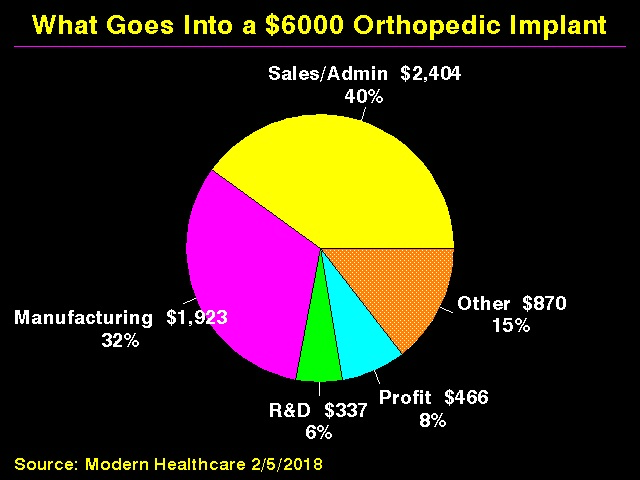 What Goes Into a $6000 Orthopedic Implant
Sales/Admin $2,404
40%
Manufacturing $1,923
32%
Other $870
15%
Profit $466
8%
R&D $337
6%
Source: Modern Healthcare 2/5/2018